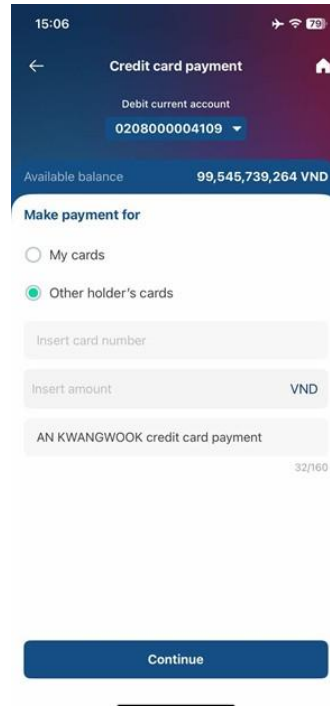 15:06
79
Credit card payment
Debit current account
0208000004109
Available balance 99,545,739,264 VND
Make payment for
My cards
Other holder's cards
Insert card number
Insert amount VND
AN KWANGWOOK credit card payment
32/160
Continue